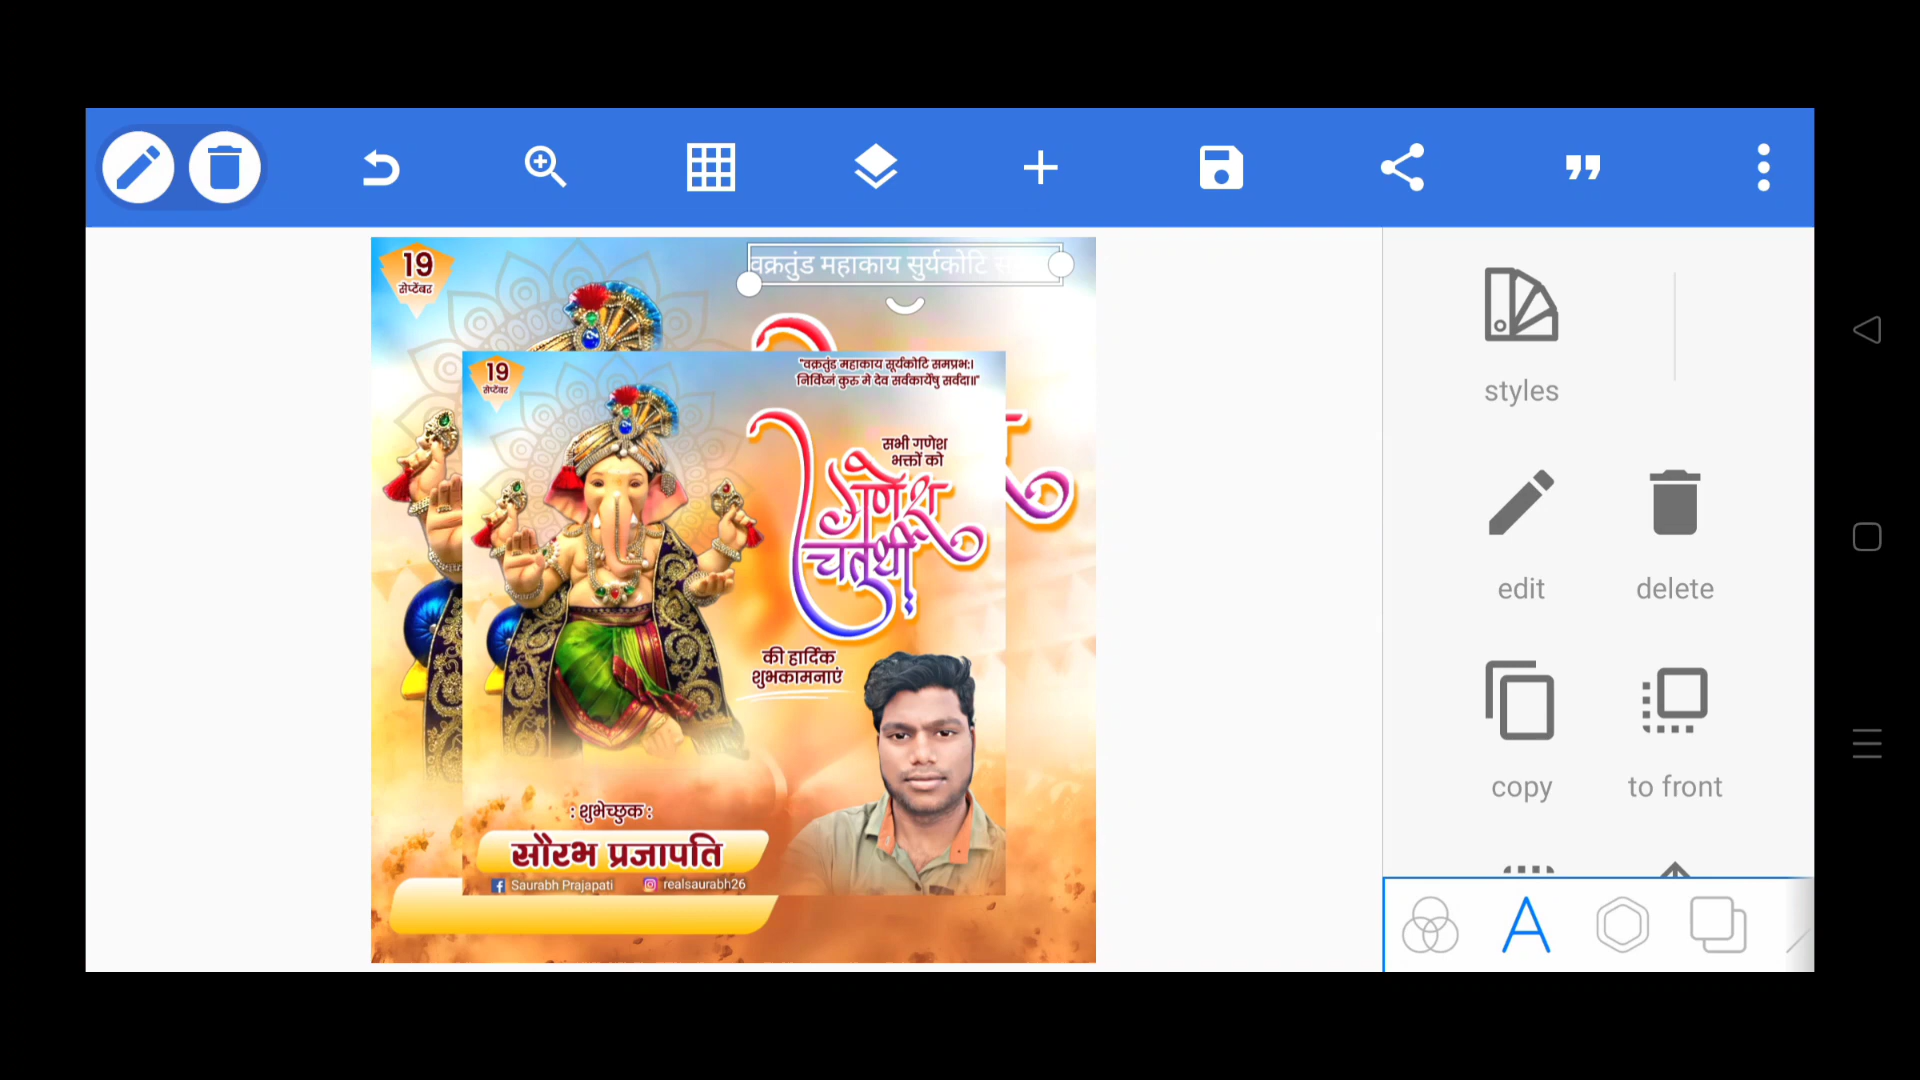 19
सेप्टेंबर
वक्रतुंड महाकाय सुर्यकोटि
19
सेप्टेंबर
"वक्रतुंड महाकाय सूर्यकोटि समप्रभ:।
निर्विघ्नं कुरु मे देव सर्वकार्येषु सर्वदा॥"
सभी गणेश
भक्तों को
गणेश
चतुर्थी
की हार्दिक
शुभकामनाएं
: शुभेच्छुक :
सौरभ प्रजापति
Saurabh Prajapati realsaurabh26
styles
edit delete
copy to front